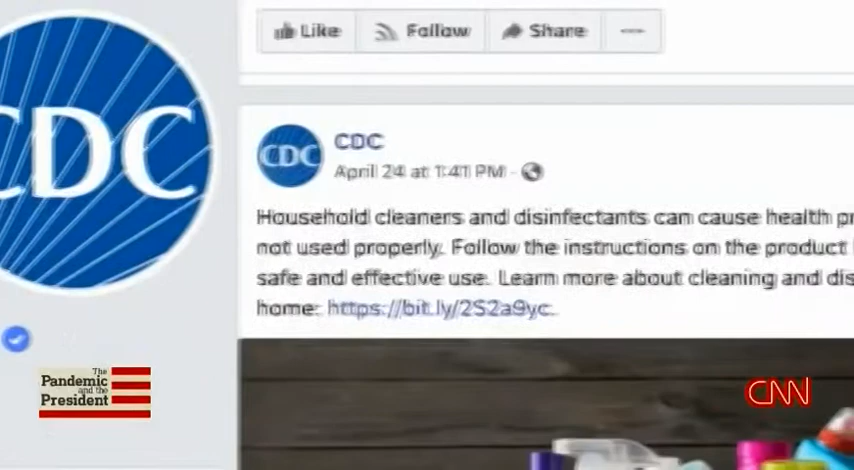 Like Follow Share
CDC
CDC CDC
April 24 at 1:41 PM
Household cleaners and disinfectants can cause health
not used properly. Follow the instructions on the product
safe and effective use. Learn more about cleaning and
home: https://bit.ly/2S2a9yc.
The
Pandemic
and the
President
CNN